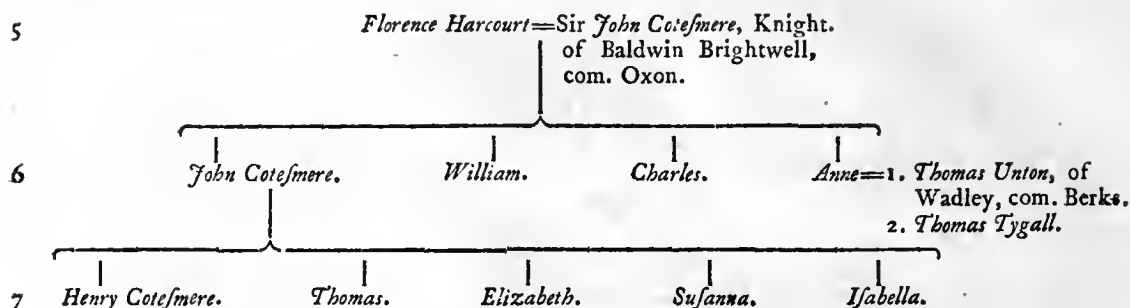 5 Florence Harcourt=Sir John Coteſmere, Knight.
of Baldwin Brightwell,
com. Oxon.
6 John Coteſmere. William. Charles. Anne=1. Thomas Unton, of
Wadley, com. Berks.
2. Thomas Tygall.
7 Henry Coteſmere. Thomas. Elizabeth. Suſanna. Iſabella.